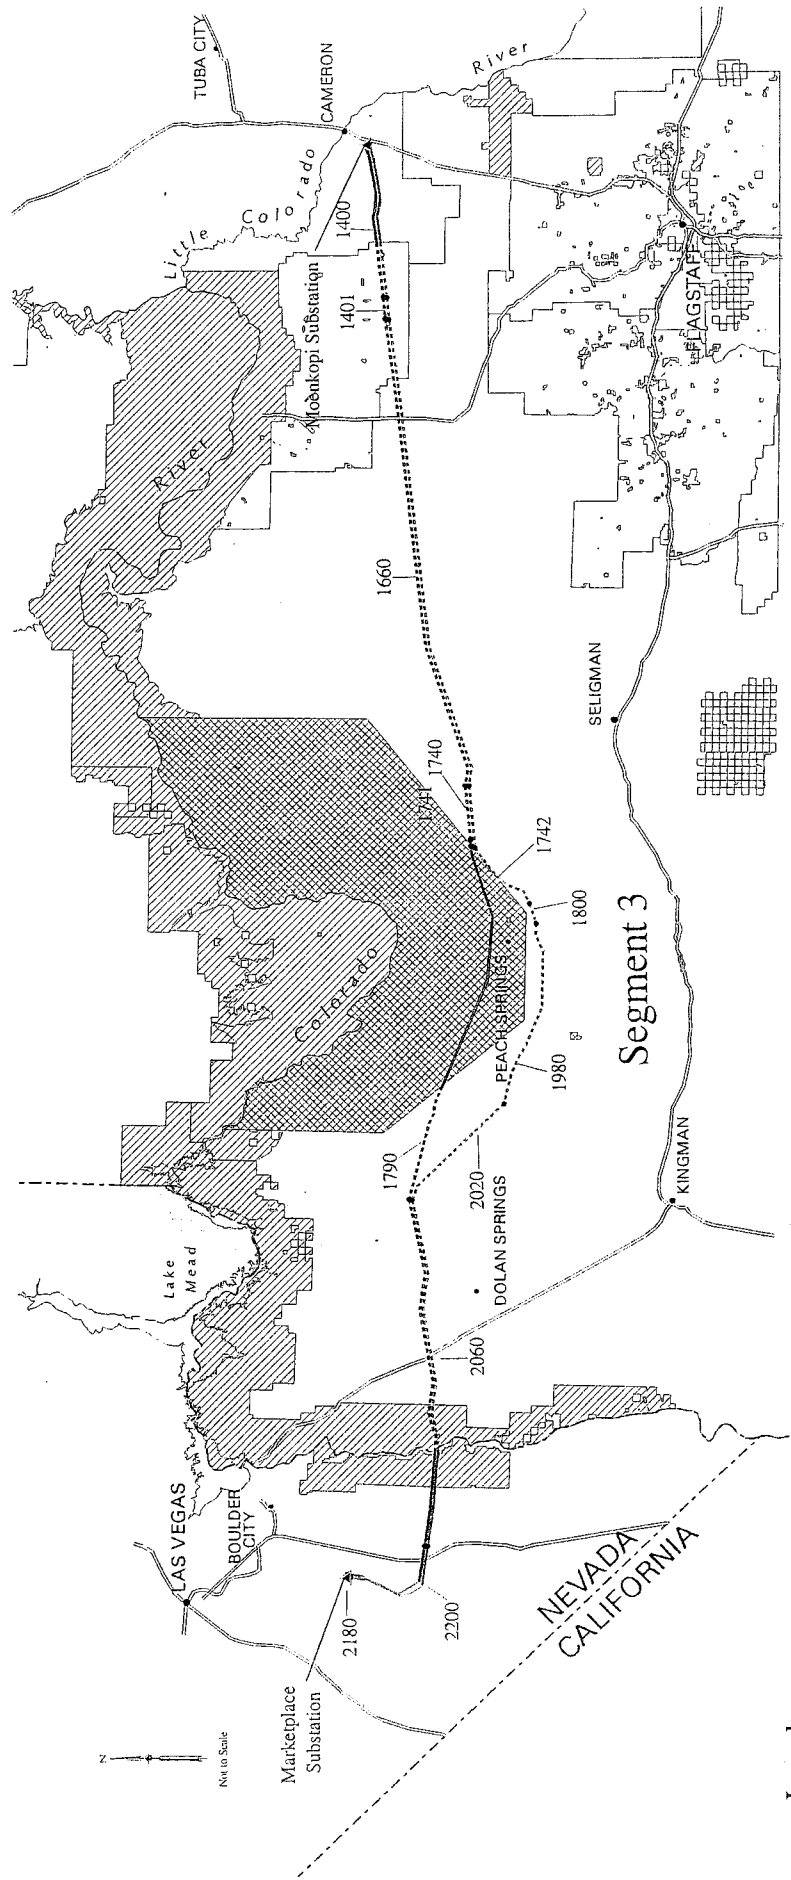 N
Not to Scale
LAS VEGAS
BOULDER
CITY
Marketplace
Substation
2180
2200
NEVADA
CALIFORNIA
Lake
Mead
2060
DOLAN SPRINGS
2020
1790
KINGMAN
Colorado
PEACH SPRINGS
1980
1800
1742
1741
1740
Segment 3
SELIGMAN
1660
River
1401
Moenkopi Substation
1400
Little Colorado River
CAMERON
TUBA CITY
FLAGSTAFF